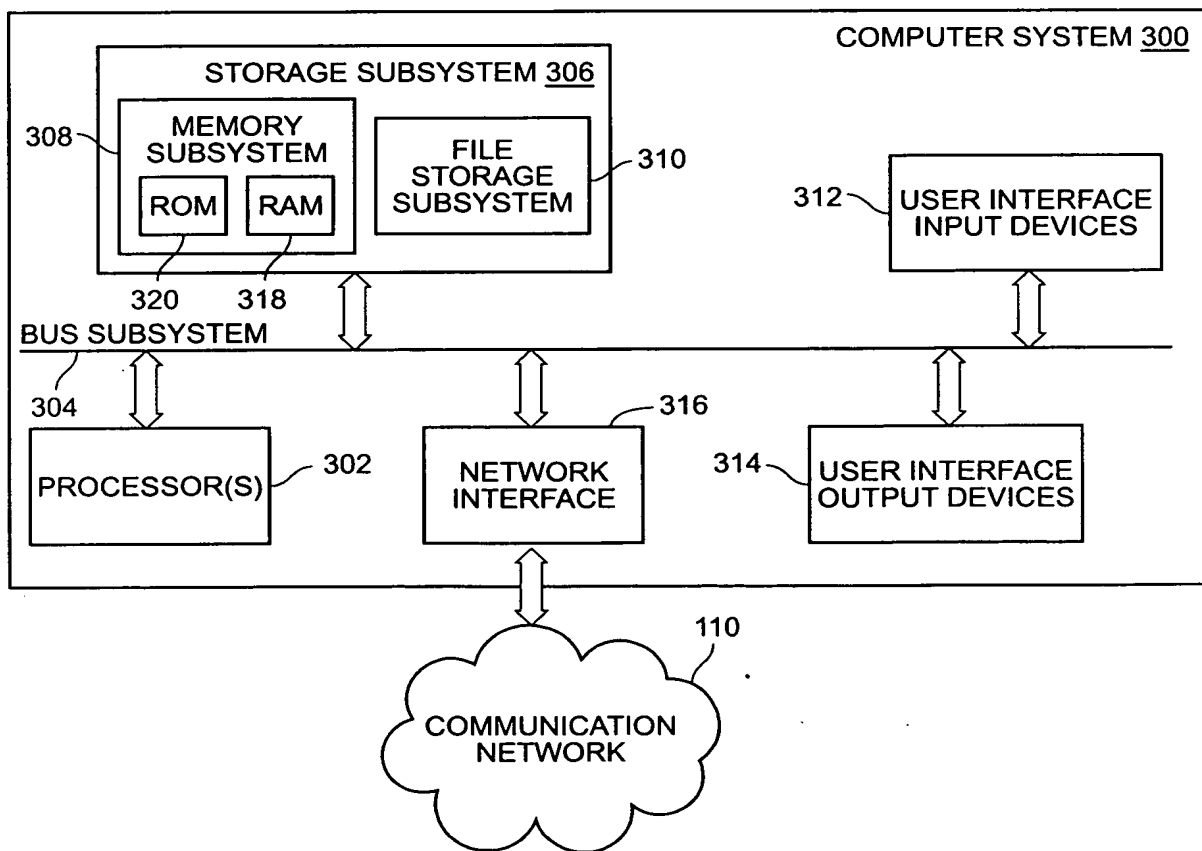 COMPUTER SYSTEM 300
STORAGE SUBSYSTEM 306
308
MEMORY
SUBSYSTEM
ROM
RAM
320
318
FILE
STORAGE
SUBSYSTEM
310
312
USER INTERFACE
INPUT DEVICES
BUS SUBSYSTEM
304
PROCESSOR(S)
302
NETWORK
INTERFACE
316
314
USER INTERFACE
OUTPUT DEVICES
110
COMMUNICATION
NETWORK